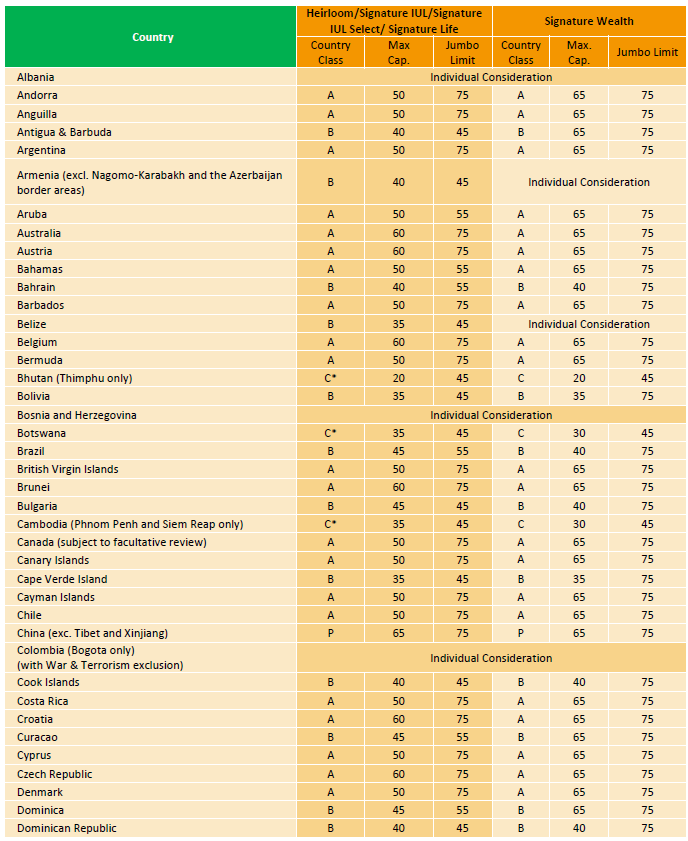 Country
Heirloom/Signature IUL/Signature
IUL Select/ Signature Life
Signature Wealth
Country Class Max Cap. Jumbo Limit Country Class Max. Cap. Jumbo Limit
Albania Individual Consideration
Andorra A 50 75 A 65 75
Anguilla A 50 75 A 65 75
Antigua & Barbuda B 40 45 B 65 75
Argentina A 50 75 A 65 75
Armenia (excl. Nagomo-Karabakh and the Azerbaijan
border areas) B 40 45 Individual Consideration
Aruba A 50 55 A 65 75
Australia A 60 75 A 65 75
Austria A 60 75 A 65 75
Bahamas A 50 55 A 65 75
Bahrain B 40 55 B 40 75
Barbados A 50 75 A 65 75
Belize B 35 45 Individual Consideration
Belgium A 60 75 A 65 75
Bermuda A 50 75 A 65 75
Bhutan (Thimphu only) C* 20 45 C 20 45
Bolivia B 35 45 B 35 75
Bosnia and Herzegovina Individual Consideration
Botswana C* 35 45 C 30 45
Brazil B 45 55 B 40 75
British Virgin Islands A 50 75 A 65 75
Brunei A 60 75 A 65 75
Bulgaria B 45 45 B 40 75
Cambodia (Phnom Penh and Siem Reap only) C* 35 45 C 30 45
Canada (subject to facultative review) A 50 75 A 65 75
Canary Islands A 50 75 A 65 75
Cape Verde Island B 35 45 B 35 75
Cayman Islands A 50 75 A 65 75
Chile A 50 75 A 65 75
China (exc. Tibet and Xinjiang) P 65 75 P 65 75
Colombia (Bogota only)
(with War & Terrorism exclusion) Individual Consideration
Cook Islands B 40 45 B 40 75
Costa Rica A 50 75 A 65 75
Croatia A 60 75 A 65 75
Curacao B 45 55 B 65 75
Cyprus A 50 75 A 65 75
Czech Republic A 60 75 A 65 75
Denmark A 50 75 A 65 75
Dominica B 45 55 B 65 75
Dominican Republic B 40 45 B 40 75